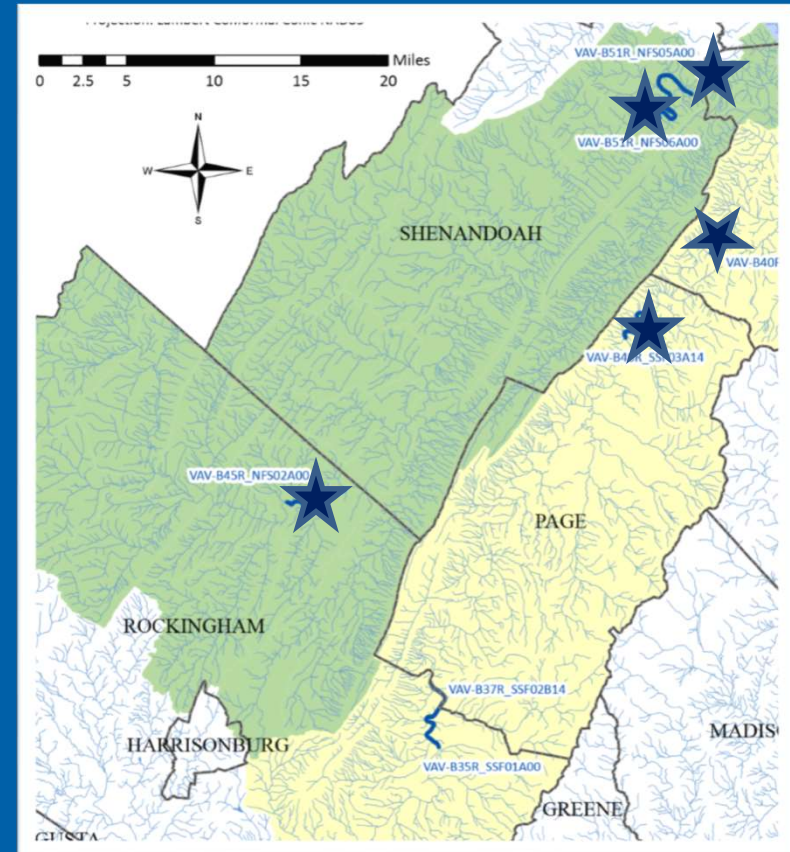 Miles
0 2.5 5 10 15 20
VAV-B51R_NFS05A00
N
W E
S
VAV-B51R_NFS06A00
SHENANDOAH
VAV-B40R
VAV-B45R_NFS02A00
PAGE
ROCKINGHAM
VAV-B37R_SSF02B14
HARRISONBURG
MADIS
VAV-B35R_SSF01A00
GREENE